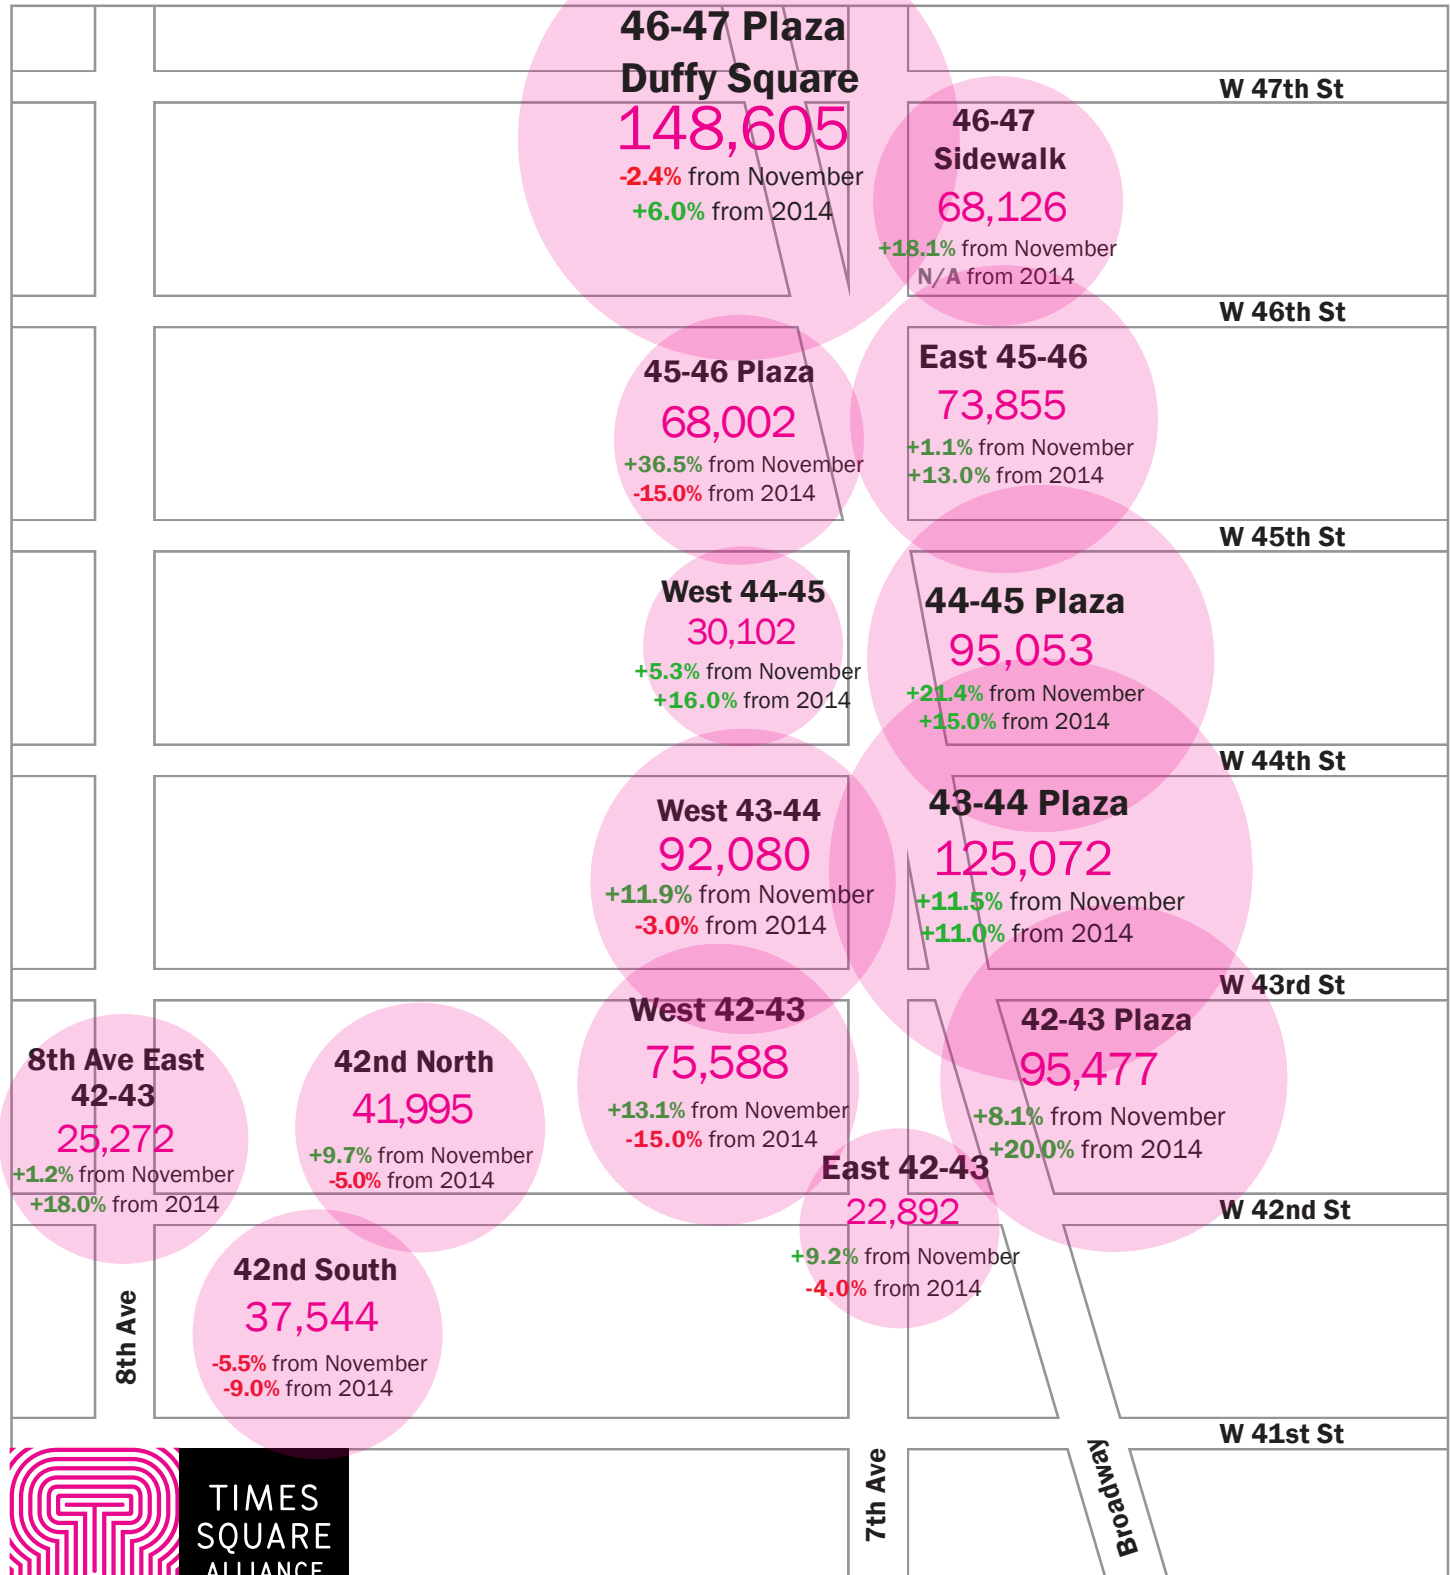 46-47 Plaza
Duffy Square
148,605
-2.4% from November
+6.0% from 2014
W 47th St
46-47
Sidewalk
68,126
+18.1% from November
N/A from 2014
W 46th St
45-46 Plaza
68,002
+36.5% from November
-15.0% from 2014
East 45-46
73,855
+1.1% from November
+13.0% from 2014
W 45th St
West 44-45
30,102
+5.3% from November
+16.0% from 2014
44-45 Plaza
95,053
+21.4% from November
+15.0% from 2014
W 44th St
West 43-44
92,080
+11.9% from November
-3.0% from 2014
43-44 Plaza
125,072
+11.5% from November
+11.0% from 2014
W 43rd St
8th Ave East
42-43
25,272
+1.2% from November
+18.0% from 2014
42nd North
41,995
+9.7% from November
-5.0% from 2014
West 42-43
75,588
+13.1% from November
-15.0% from 2014
42-43 Plaza
95,477
+8.1% from November
+20.0% from 2014
East 42-43
22,892
+9.2% from November
-4.0% from 2014
W 42nd St
42nd South
37,544
-5.5% from November
-9.0% from 2014
8th Ave
W 41st St
7th Ave
Broadway
TIMES
SQUARE
ALLIANCE